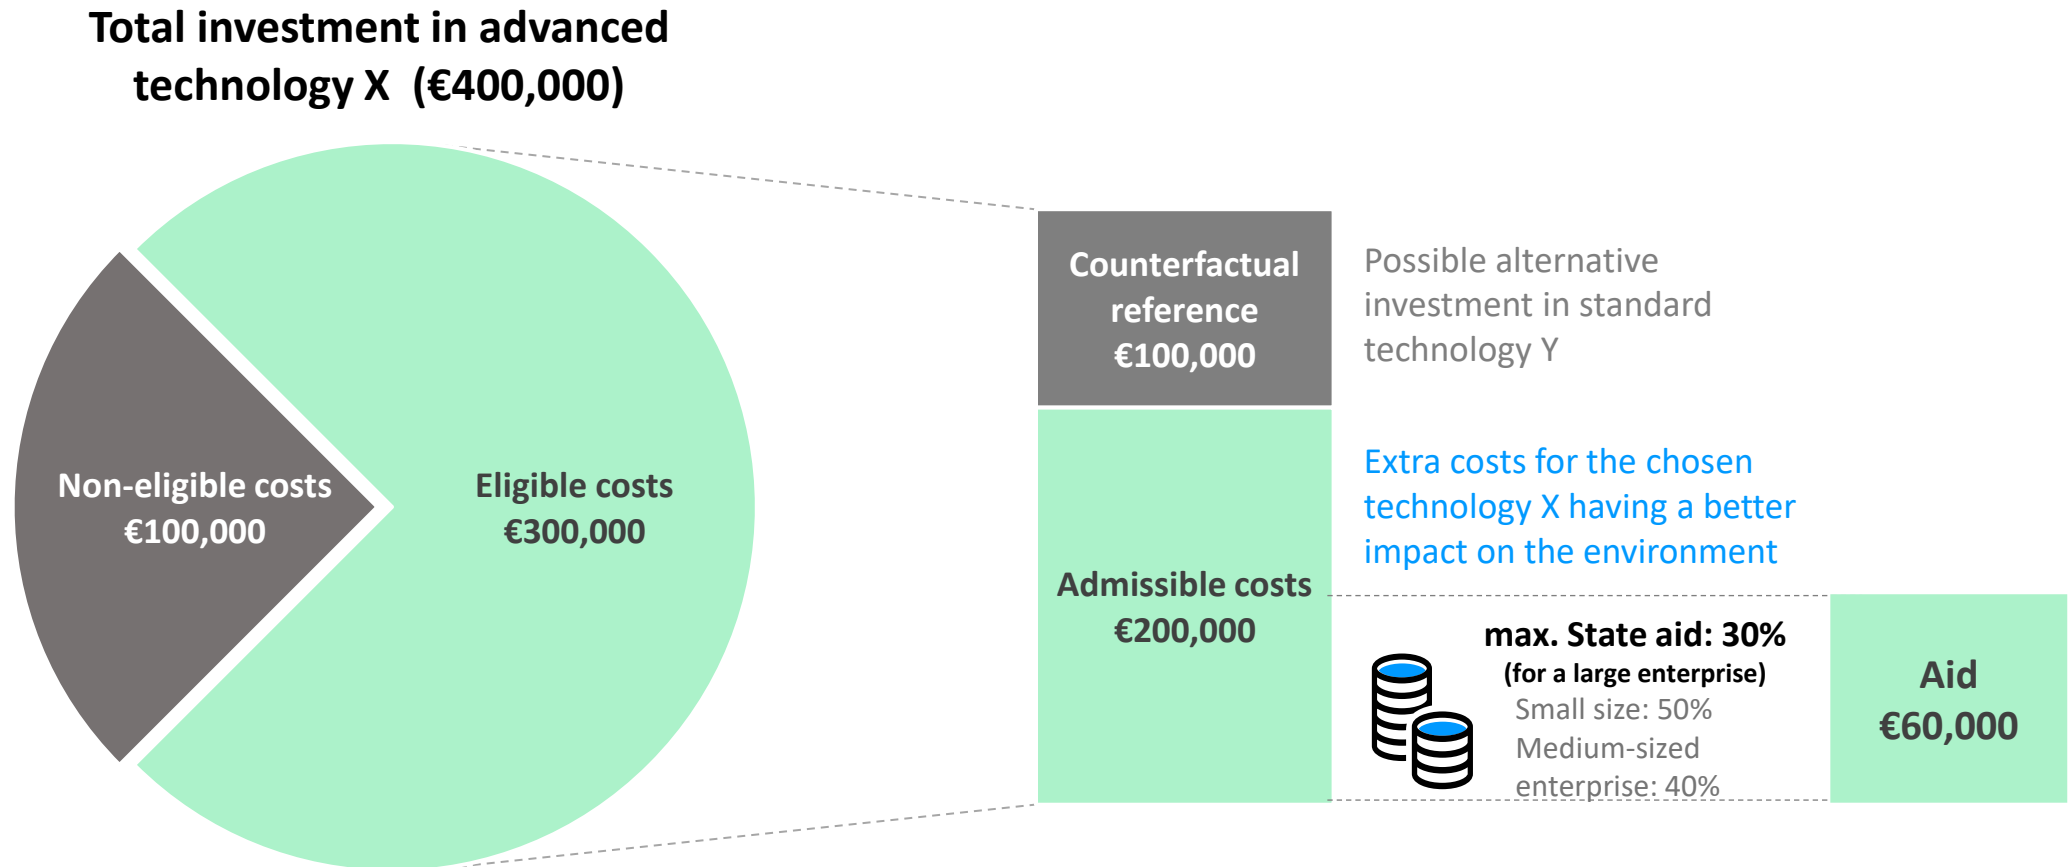 Total investment in advanced
technology X (€400,000)
Non-eligible costs
€100,000
Eligible costs
€300,000
Counterfactual
reference
€100,000
Possible alternative
investment in standard
technology Y
Admissible costs
€200,000
Extra costs for the chosen
technology X having a better
impact on the environment
max. State aid: 30%
(for a large enterprise)
Small size: 50%
Medium-sized
enterprise: 40%
Aid
€60,000